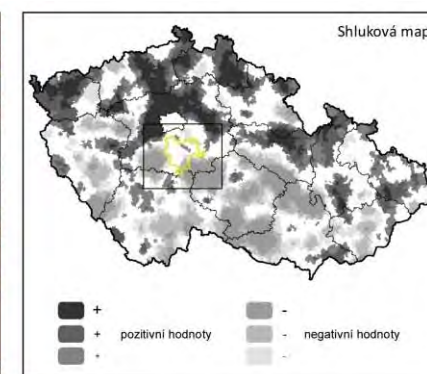 Shluková map
+
+ pozitivní hodnoty
+
-
- negativní hodnoty
-